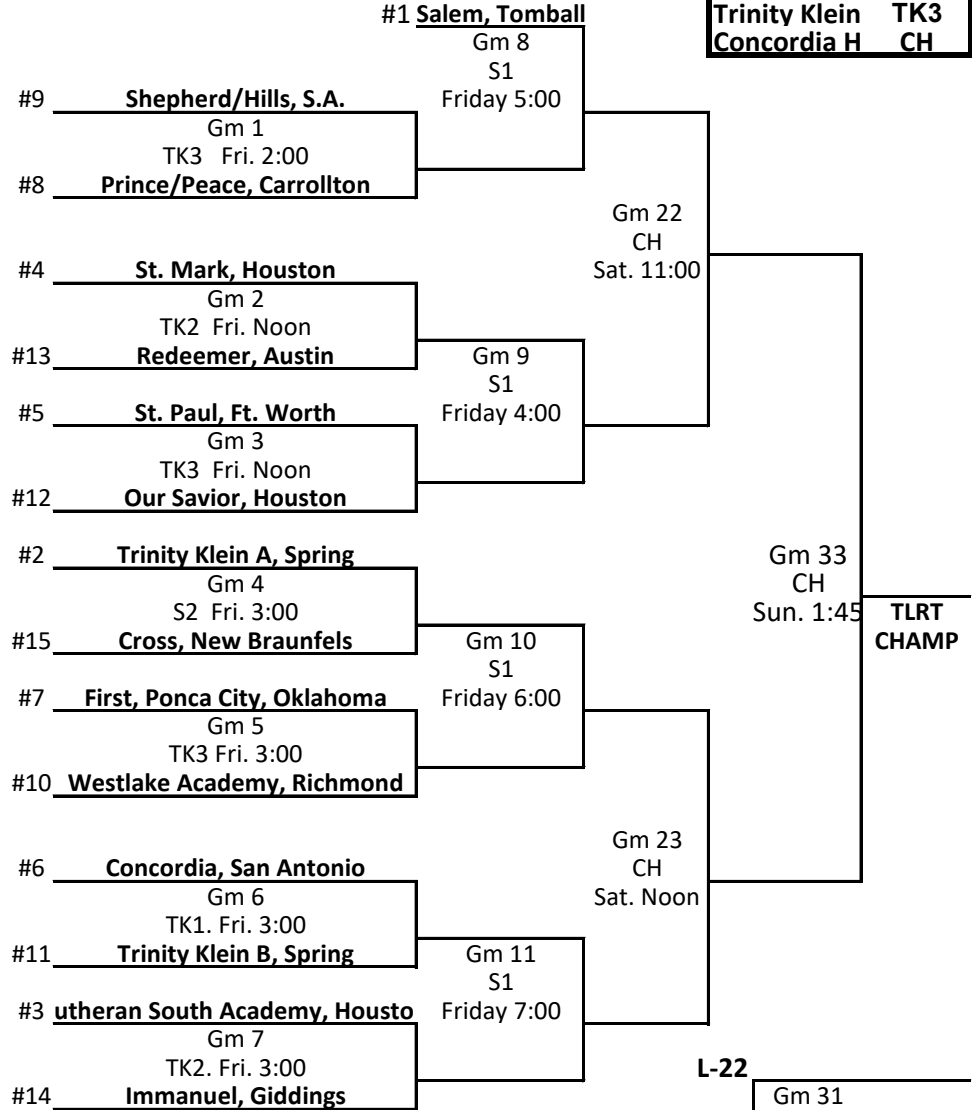 #1 Salem, Tomball
Trinity Klein TK3
Concordia H CH
Gm 8
S1
Friday 5:00
#9 Shepherd/Hills, S.A.
Gm 1
TK3 Fri. 2:00
#8 Prince/Peace, Carrollton
Gm 22
CH
Sat. 11:00
#4 St. Mark, Houston
Gm 2
TK2 Fri. Noon
#13 Redeemer, Austin
Gm 9
S1
Friday 4:00
#5 St. Paul, Ft. Worth
Gm 3
TK3 Fri. Noon
#12 Our Savior, Houston
#2 Trinity Klein A, Spring
Gm 4
S2 Fri. 3:00
#15 Cross, New Braunfels
Gm 33
CH
Sun. 1:45
TLRT
CHAMP
Gm 10
S1
Friday 6:00
#7 First, Ponca City, Oklahoma
Gm 5
TK3 Fri. 3:00
#10 Westlake Academy, Richmond
Gm 23
CH
Sat. Noon
#6 Concordia, San Antonio
Gm 6
TK1. Fri. 3:00
#11 Trinity Klein B, Spring
Gm 11
S1
Friday 7:00
#3 utheran South Academy, Housto
Gm 7
TK2. Fri. 3:00
#14 Immanuel, Giddings
L-22
Gm 31